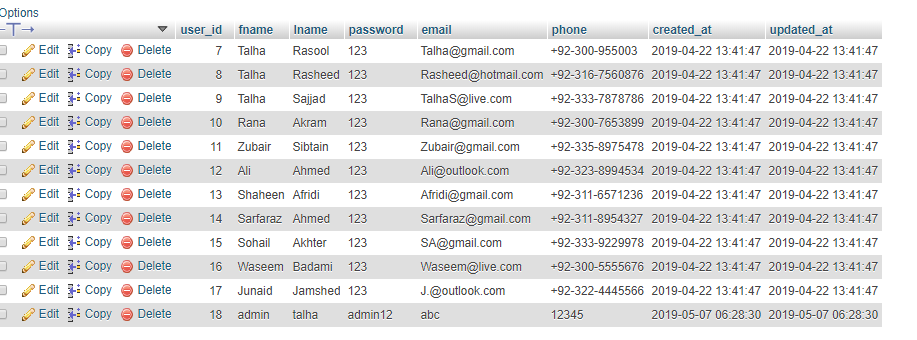 Options
←T→ user_id fname lname password email phone created_at updated_at
Edit Copy Delete 7 Talha Rasool 123 Talha@gmail.com +92-300-955003 2019-04-22 13:41:47 2019-04-22 13:41:47
Edit Copy Delete 8 Talha Rasheed 123 Rasheed@hotmail.com +92-316-7560876 2019-04-22 13:41:47 2019-04-22 13:41:47
Edit Copy Delete 9 Talha Sajjad 123 TalhaS@live.com +92-333-7878786 2019-04-22 13:41:47 2019-04-22 13:41:47
Edit Copy Delete 10 Rana Akram 123 Rana@gmail.com +92-300-7653899 2019-04-22 13:41:47 2019-04-22 13:41:47
Edit Copy Delete 11 Zubair Sibtain 123 Zubair@gmail.com +92-335-8975478 2019-04-22 13:41:47 2019-04-22 13:41:47
Edit Copy Delete 12 Ali Ahmed 123 Ali@outlook.com +92-323-8994534 2019-04-22 13:41:47 2019-04-22 13:41:47
Edit Copy Delete 13 Shaheen Afridi 123 Afridi@gmail.com +92-311-6571236 2019-04-22 13:41:47 2019-04-22 13:41:47
Edit Copy Delete 14 Sarfaraz Ahmed 123 Sarfaraz@gmail.com +92-311-8954327 2019-04-22 13:41:47 2019-04-22 13:41:47
Edit Copy Delete 15 Sohail Akhter 123 SA@gmail.com +92-333-9229978 2019-04-22 13:41:47 2019-04-22 13:41:47
Edit Copy Delete 16 Waseem Badami 123 Waseem@live.com +92-300-5555676 2019-04-22 13:41:47 2019-04-22 13:41:47
Edit Copy Delete 17 Junaid Jamshed 123 J.@outlook.com +92-322-4445566 2019-04-22 13:41:47 2019-04-22 13:41:47
Edit Copy Delete 18 admin talha admin12 abc 12345 2019-05-07 06:28:30 2019-05-07 06:28:30